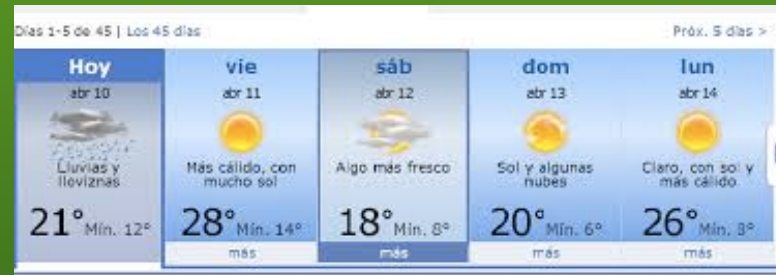 Días 1-5 de 45 | Los 45 días
Próx. 5 días >
Hoy
abr 10
Lluvias y
lloviznas
21° Mín. 12°
vie
abr 11
Más cálido, con
mucho sol
28° Mín. 14°
más
sáb
abr 12
Algo más fresco
18° Mín. 8°
más
dom
abr 13
Sol y algunas
nubes
20° Mín. 6°
más
lun
abr 14
Claro, con sol y
más cálido
26° Mín.
más